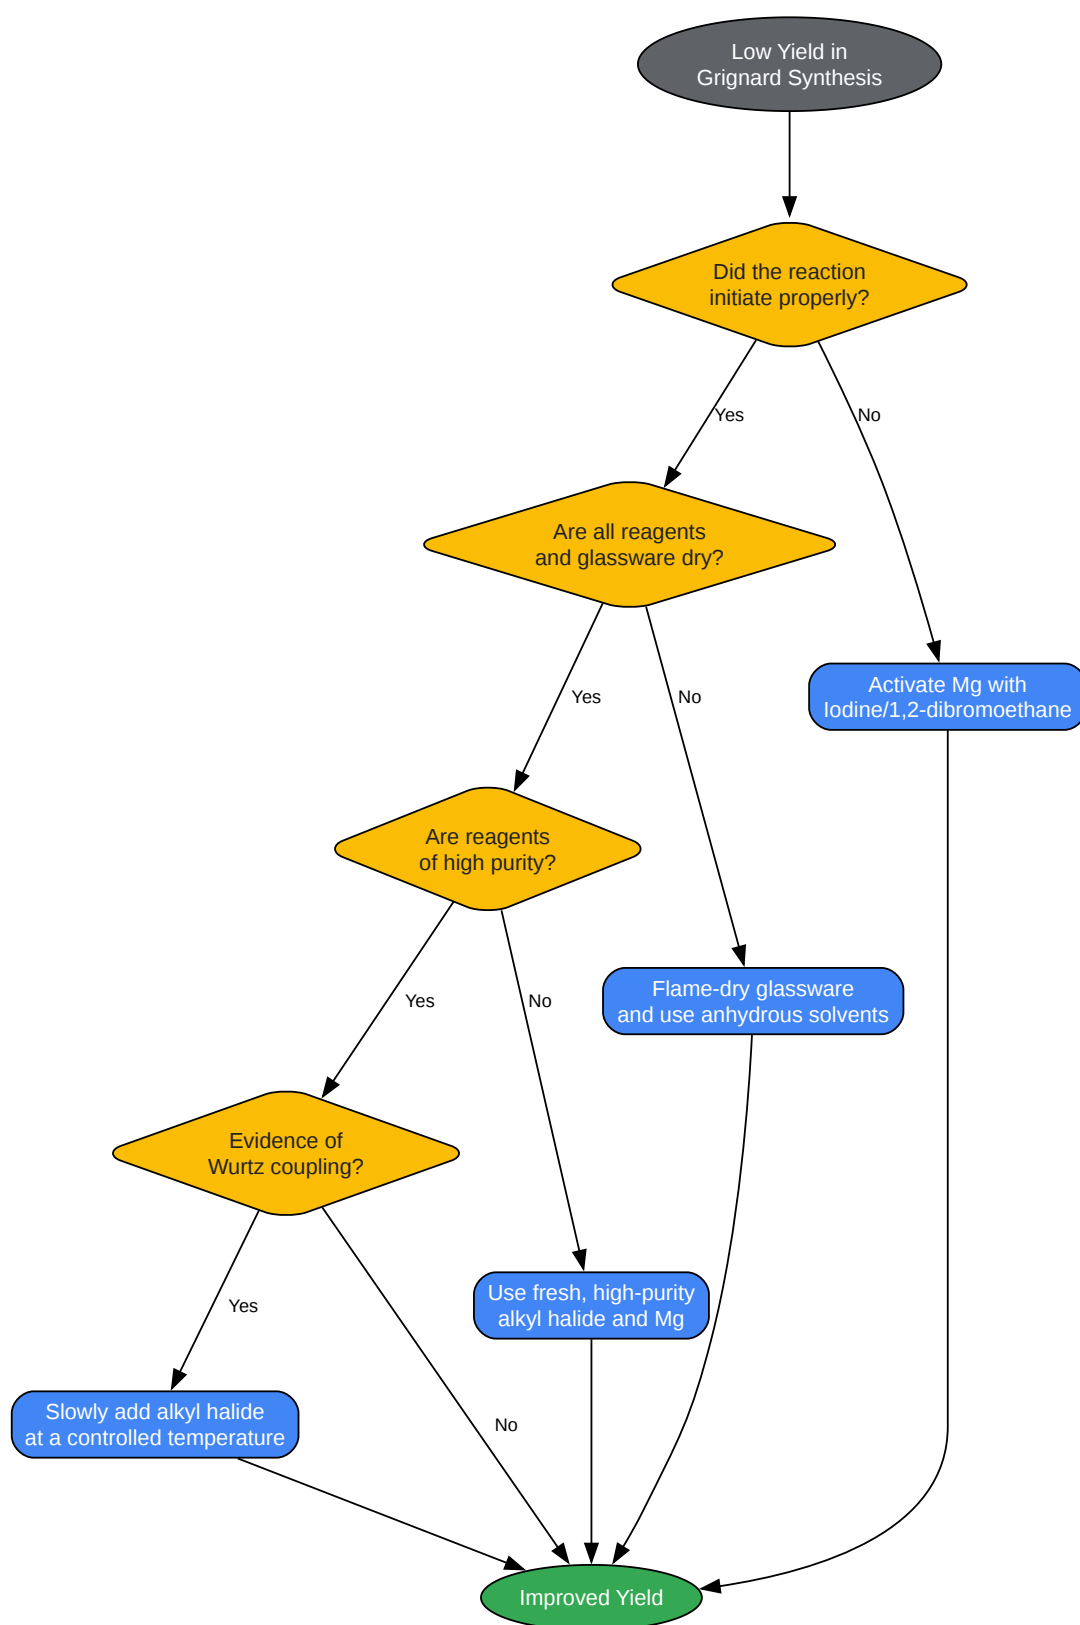 Low Yield in
Grignard Synthesis
Did the reaction
initiate properly?
Yes
No
Are all reagents
and glassware dry?
Yes
No
Activate Mg with
Iodine/1,2-dibromoethane
Are reagents
of high purity?
Yes
No
Flame-dry glassware
and use anhydrous solvents
Evidence of
Wurtz coupling?
Yes
No
Use fresh, high-purity
alkyl halide and Mg
Slowly add alkyl halide
at a controlled temperature
Improved Yield